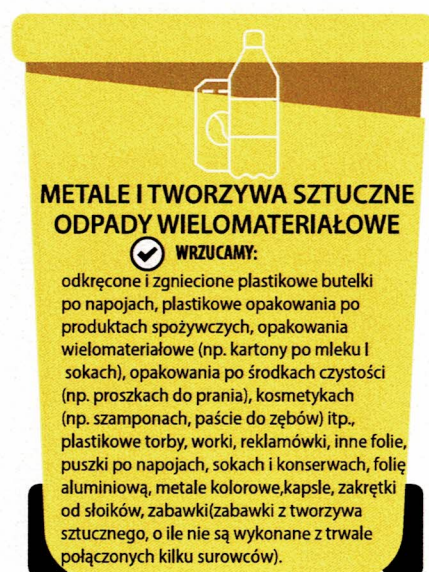 METALE I TWORZYWA SZTUCZNE
ODPADY WIELOMATERIAŁOWE
WRZUCAMY:
odkręcone i zgniecione plastikowe butelki
po napojach, plastikowe opakowania po
produktach spożywczych, opakowania
wielomateriałowe (np. kartony po mleku I
sokach), opakowania po środkach czystości
(np. proszkach do prania), kosmetykach
(np. szamponach, paście do zębów) itp.,
plastikowe torby, worki, reklamówki, inne folie,
puszki po napojach, sokach i konserwach, folię
aluminiową, metale kolorowe,kapsle, zakrętki
od słoików, zabawki(zabawki z tworzywa
sztucznego, o ile nie są wykonane z trwale
połączonych kilku surowców).